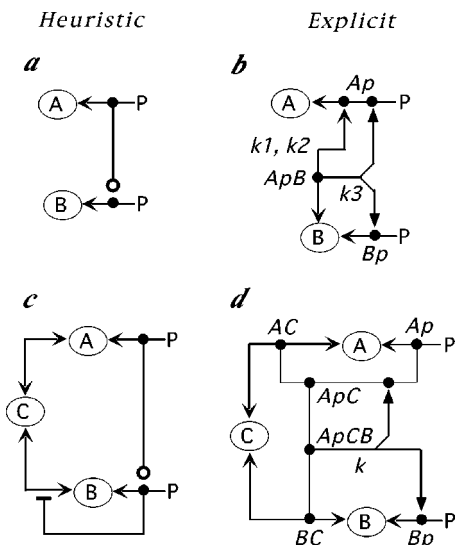 Heuristic Explicit
a b
A P
B P
Ap
A P
k1, k2
ApB
k3
B P
Bp
c d
A P
C
B P
AC Ap
A P
ApC
C
ApCB
k
B P
BC Bp